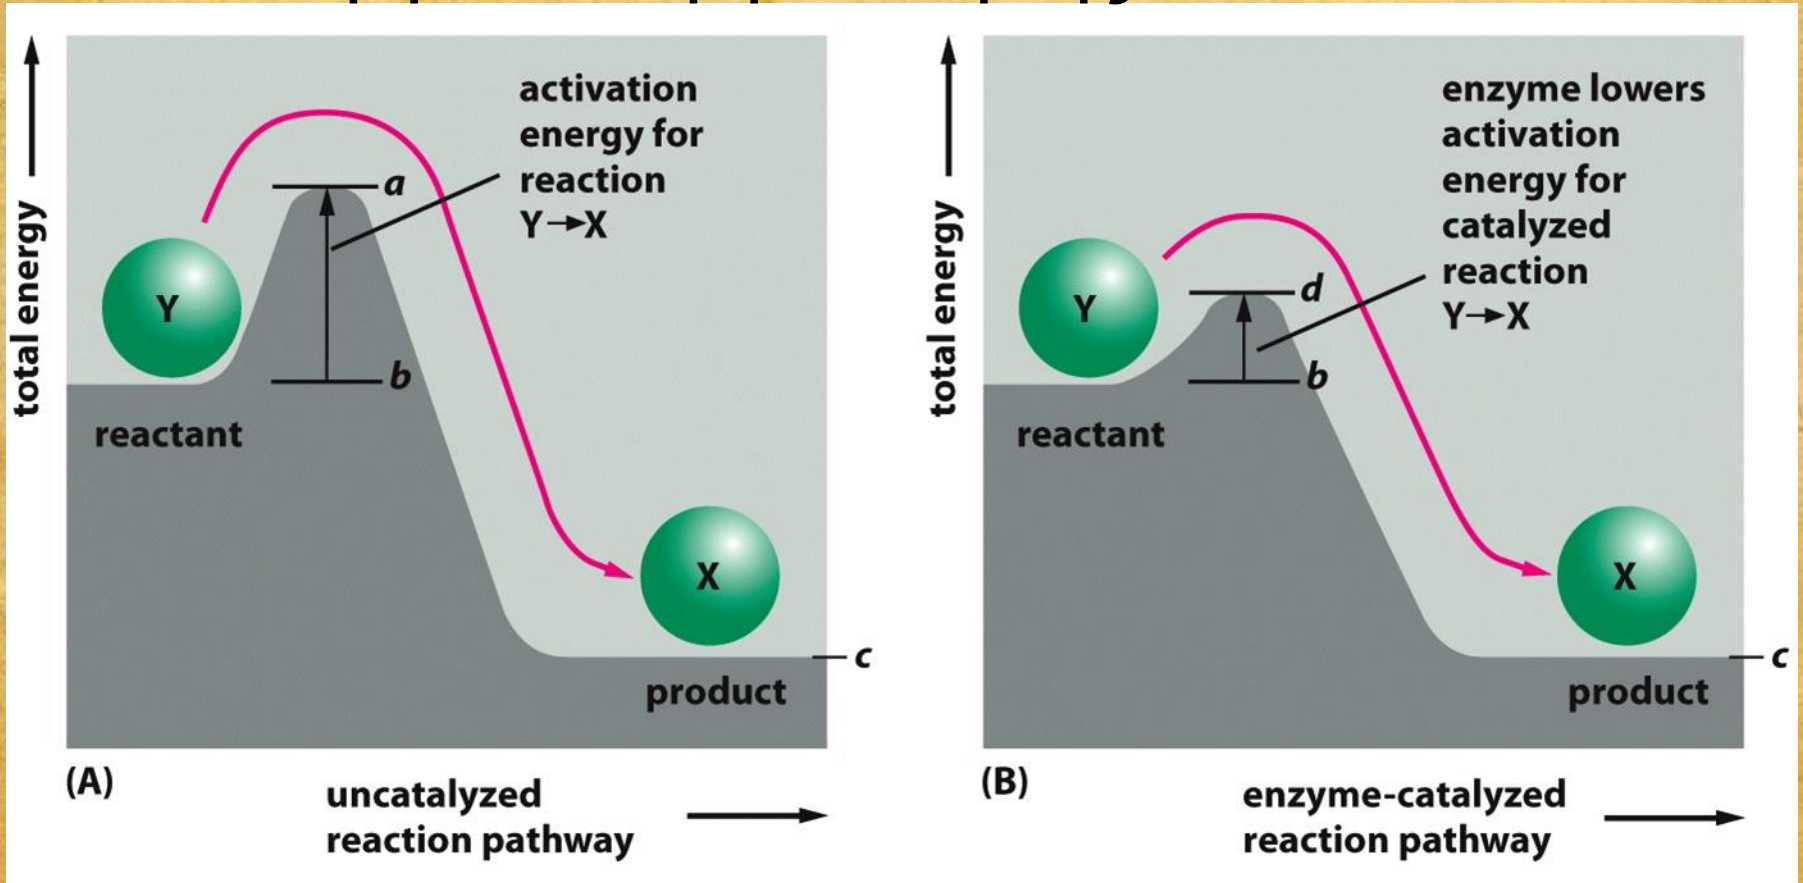 total energy
activation
energy for
reaction
Y→X
a
b
Y
reactant
X
c
product
(A)
uncatalyzed
reaction pathway
total energy
enzyme lowers
activation
energy for
catalyzed
reaction
Y→X
d
b
Y
reactant
X
c
product
(B)
enzyme-catalyzed
reaction pathway